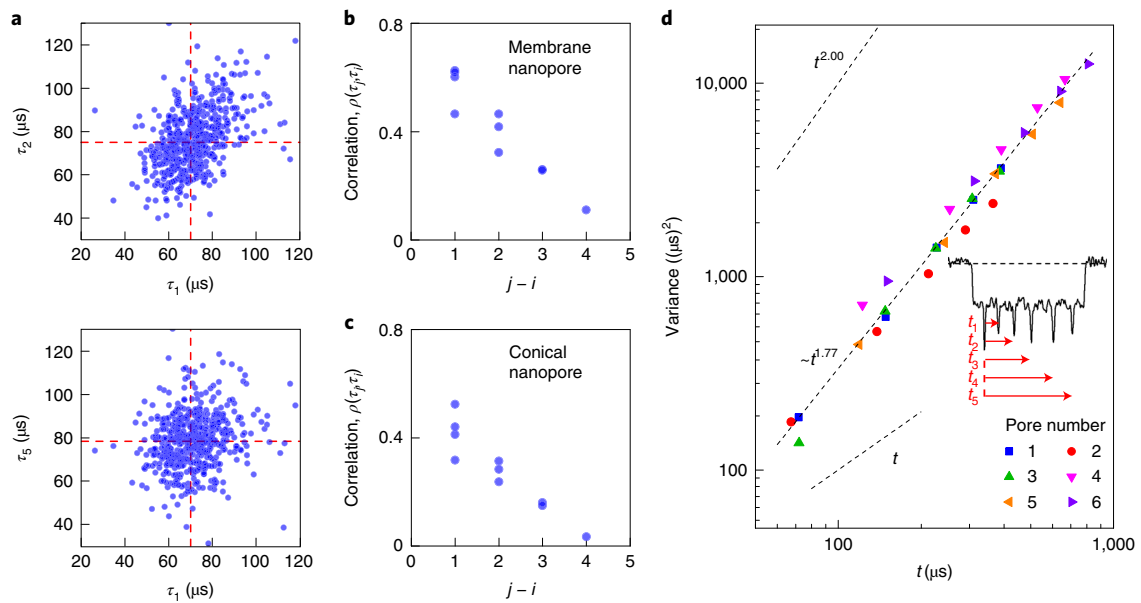 a
120
100
80
60
40
τ2 (μs)
20 40 60 80 100 120
τ1 (μs)
120
100
80
60
40
τ5 (μs)
20 40 60 80 100 120
τ1 (μs)
b
0.8
0.4
0
Correlation, ρ(τj, τi)
Membrane
nanopore
0 1 2 3 4 5
j – i
c
0.8
0.4
0
Correlation, ρ(τj, τi)
Conical
nanopore
0 1 2 3 4 5
j – i
d
10,000
1,000
100
Variance ((μs)²)
t^2.00
~t^1.77
t
t1
t2
t3
t4
t5
Pore number
1 2
3 4
5 6
100 1,000
t (μs)